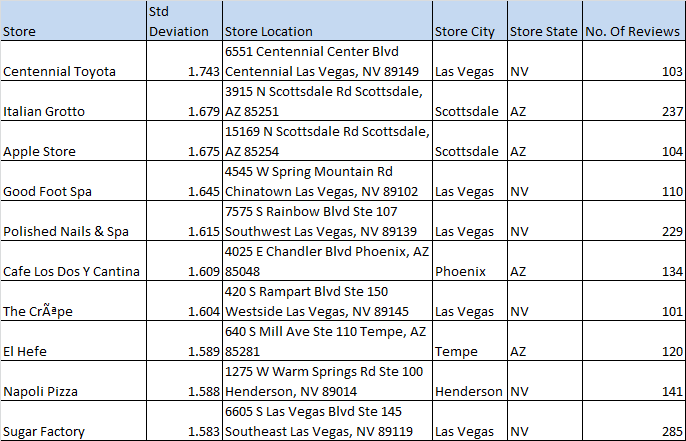 Store Std Deviation Store Location Store City Store State No. Of Reviews
Centennial Toyota 1.743 6551 Centennial Center Blvd Centennial Las Vegas, NV 89149 Las Vegas NV 103
Italian Grotto 1.679 3915 N Scottsdale Rd Scottsdale, AZ 85251 Scottsdale AZ 237
Apple Store 1.675 15169 N Scottsdale Rd Scottsdale, AZ 85254 Scottsdale AZ 104
Good Foot Spa 1.645 4545 W Spring Mountain Rd Chinatown Las Vegas, NV 89102 Las Vegas NV 110
Polished Nails & Spa 1.615 7575 S Rainbow Blvd Ste 107 Southwest Las Vegas, NV 89139 Las Vegas NV 229
Cafe Los Dos Y Cantina 1.609 4025 E Chandler Blvd Phoenix, AZ 85048 Phoenix AZ 134
The CrÃªpe 1.604 420 S Rampart Blvd Ste 150 Westside Las Vegas, NV 89145 Las Vegas NV 101
El Hefe 1.589 640 S Mill Ave Ste 110 Tempe, AZ 85281 Tempe AZ 120
Napoli Pizza 1.588 1275 W Warm Springs Rd Ste 100 Henderson, NV 89014 Henderson NV 141
Sugar Factory 1.583 6605 S Las Vegas Blvd Ste 145 Southeast Las Vegas, NV 89119 Las Vegas NV 285